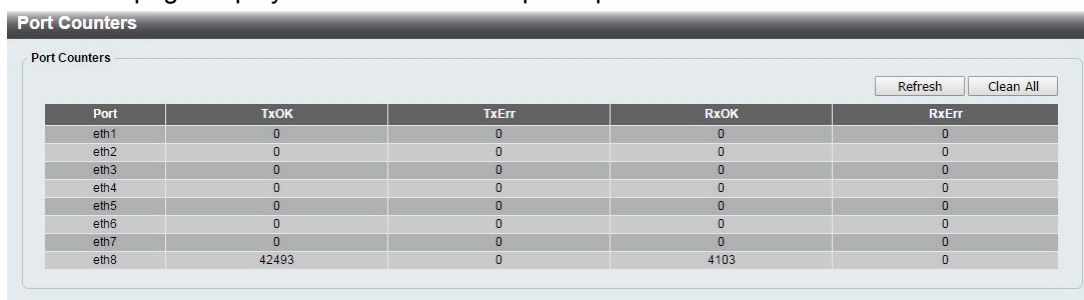 Port Counters
Port Counters
Refresh Clean All
Port TxOK TxErr RxOK RxErr
eth1 0 0 0 0
eth2 0 0 0 0
eth3 0 0 0 0
eth4 0 0 0 0
eth5 0 0 0 0
eth6 0 0 0 0
eth7 0 0 0 0
eth8 42493 0 4103 0